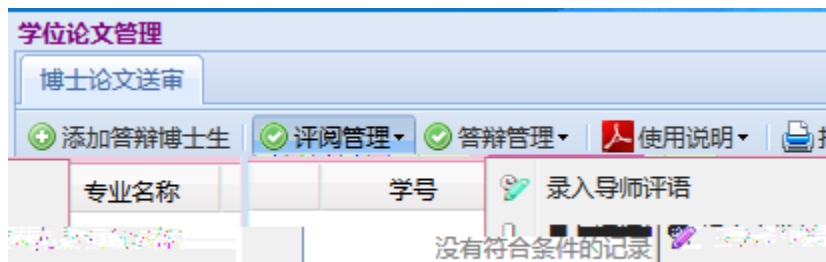 学位论文管理
博士论文送审
添加答辩博士生 评阅管理 答辩管理 使用说明
专业名称 学号 录入导师评语
没有符合条件的记录